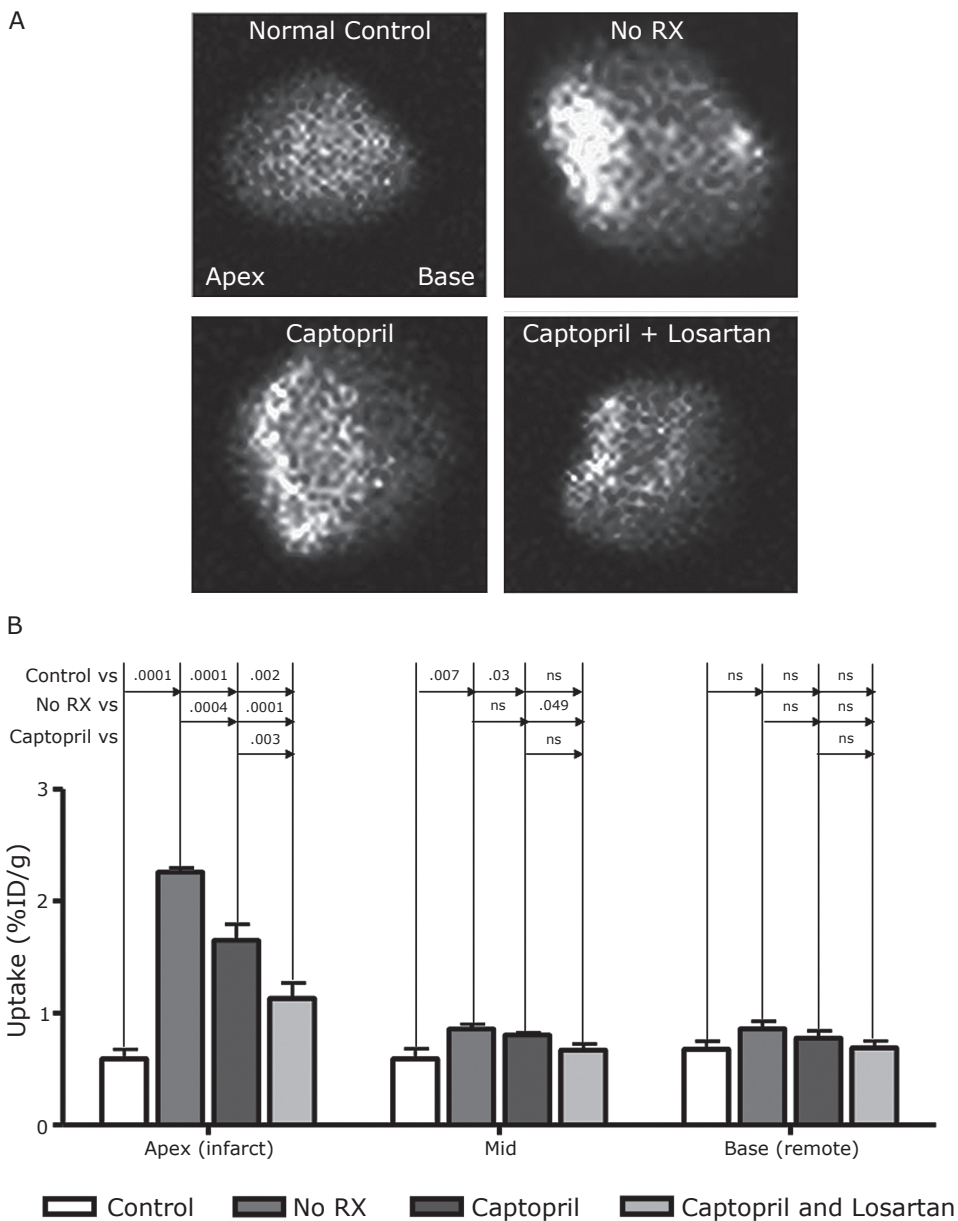 A
Normal Control
No RX
Apex
Base
Captopril
Captopril + Losartan
B
Control vs .0001 .0001 .002 .007 .03 ns ns ns ns
No RX vs .0004 .0001 ns .049 ns ns
Captopril vs .003 ns ns
Uptake (%ID/g)
3
2
1
0
Apex (infarct) Mid Base (remote)
Control No RX Captopril Captopril and Losartan